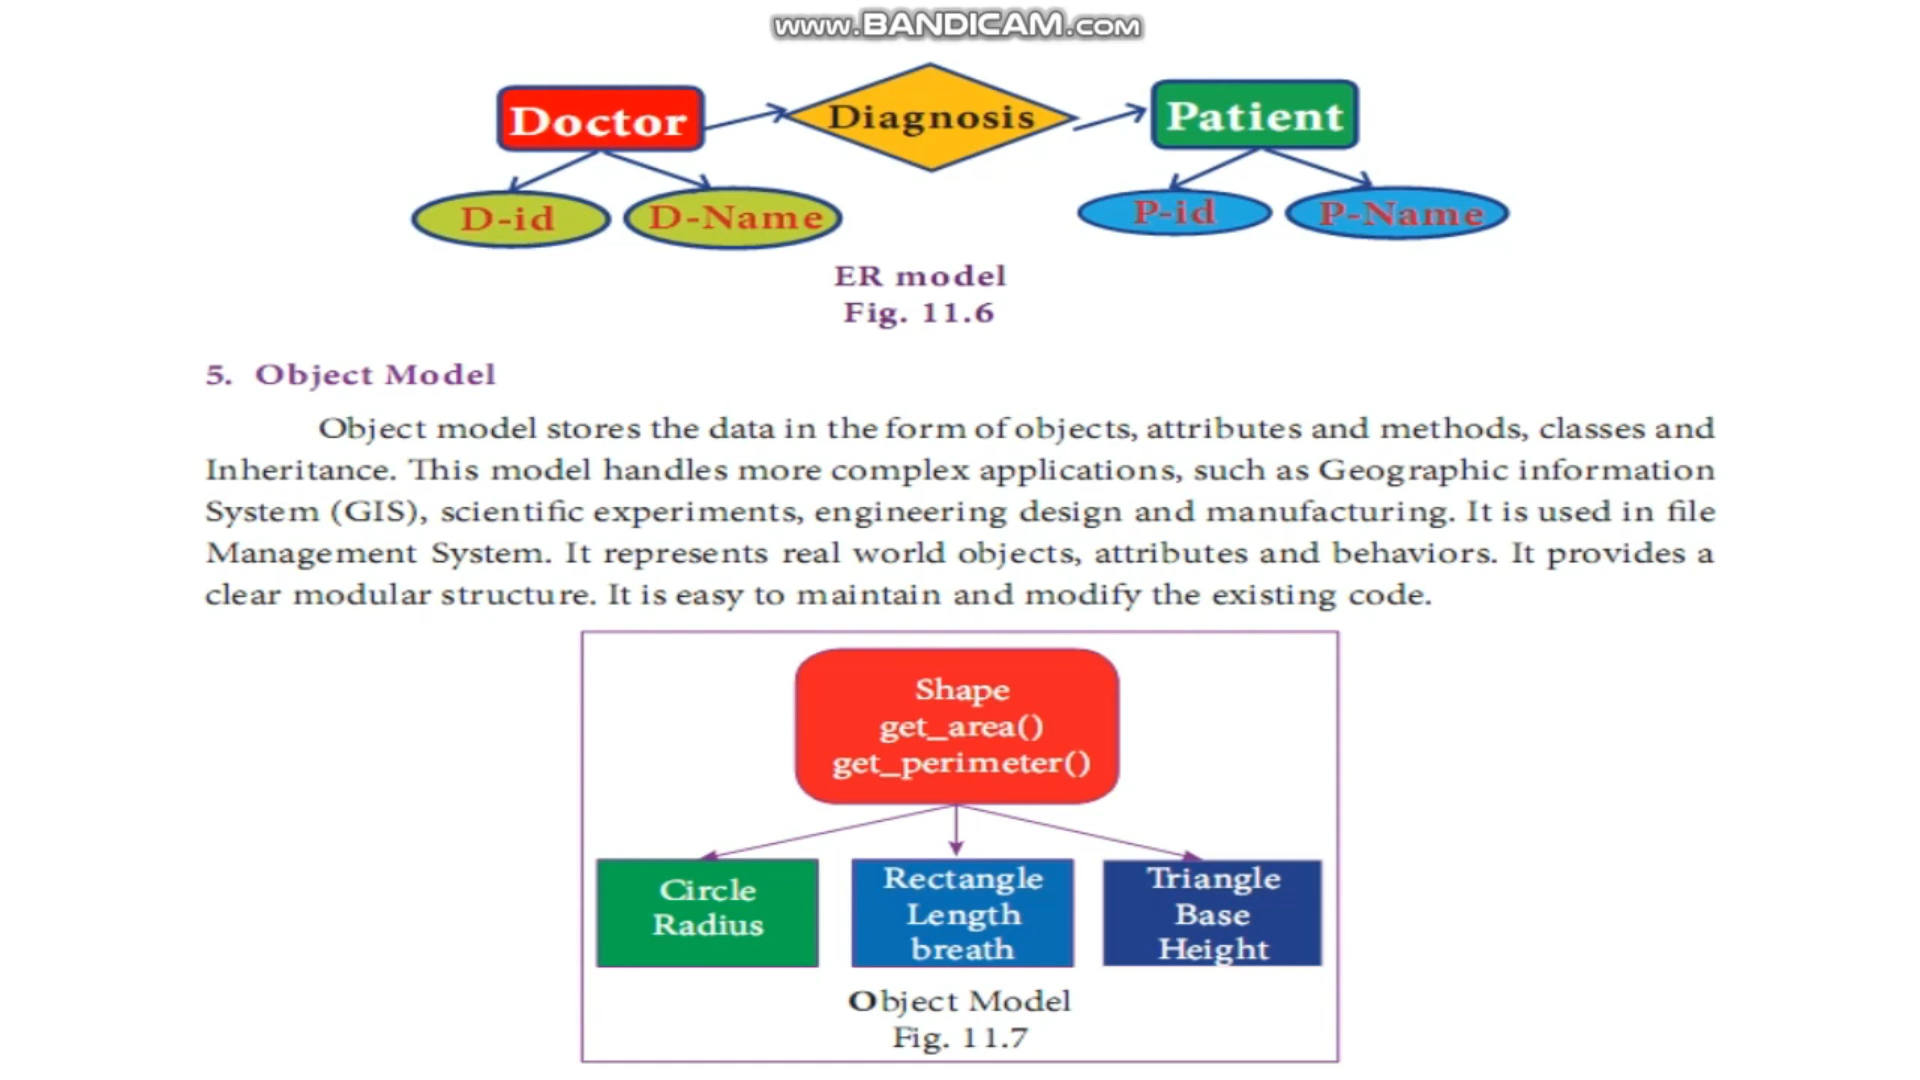 www.BANDICAM.com
Doctor Diagnosis Patient
D-id D-Name P-id P-Name
ER model
Fig. 11.6
5. Object Model
Object model stores the data in the form of objects, attributes and methods, classes and
Inheritance. This model handles more complex applications, such as Geographic information
System (GIS), scientific experiments, engineering design and manufacturing. It is used in file
Management System. It represents real world objects, attributes and behaviors. It provides a
clear modular structure. It is easy to maintain and modify the existing code.
Shape
get_area()
get_perimeter()
Circle
Radius
Rectangle
Length
breath
Triangle
Base
Height
Object Model
Fig. 11.7